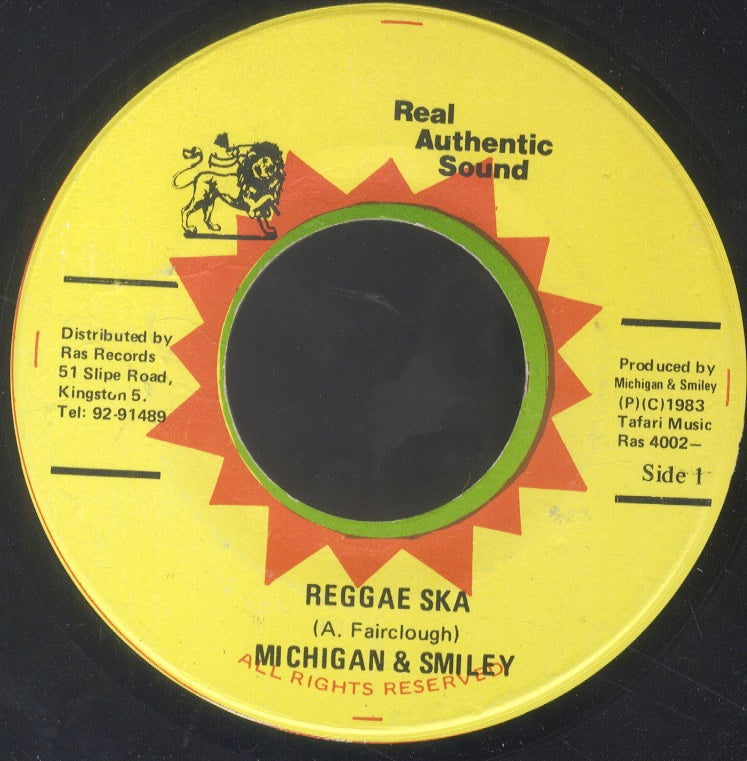 Real
Authentic
Sound
Distributed by
Ras Records
51 Slipe Road,
Kingston 5.
Tel: 92-91489
Produced by
Michigan & Smiley
(P)(C)1983
Tafari Music
Ras 4002—
Side 1
REGGAE SKA
(A. Fairclough)
MICHIGAN & SMILEY
ALL RIGHTS RESERVED